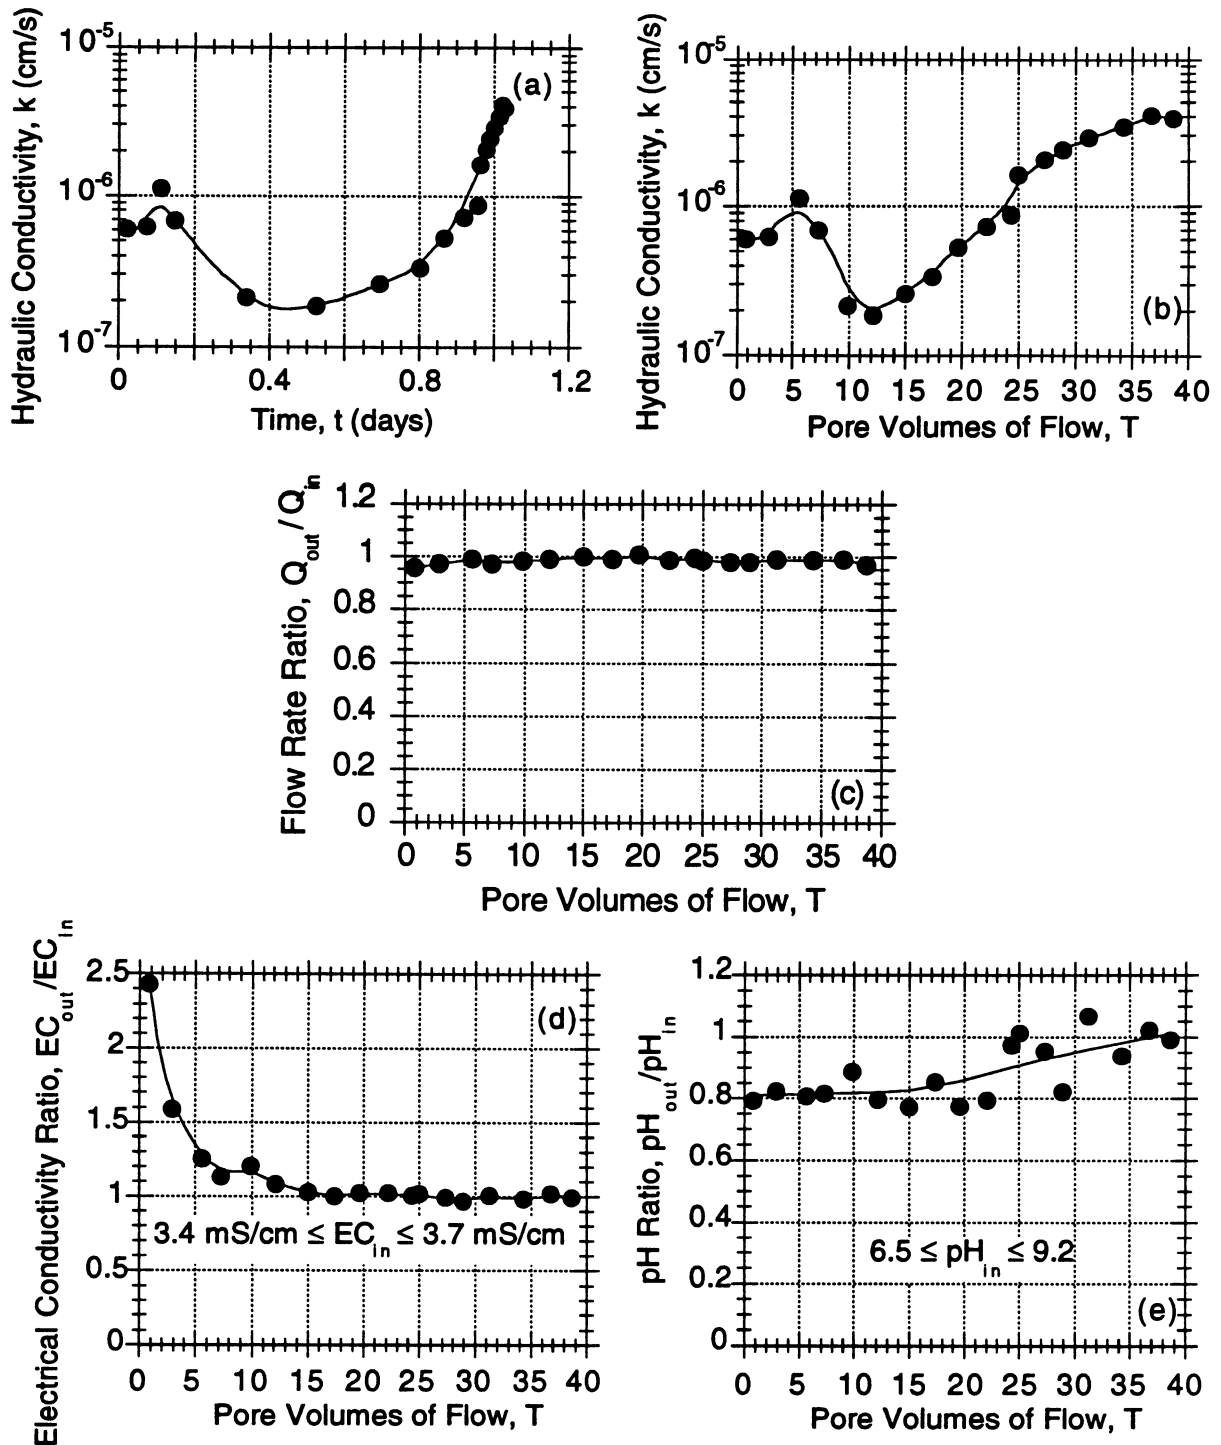 Hydraulic Conductivity, k (cm/s)
10-5
10-6
10-7
(a)
0 0.4 0.8 1.2
Time, t (days)
Hydraulic Conductivity, k (cm/s)
10-5
10-6
10-7
(b)
0 5 10 15 20 25 30 35 40
Pore Volumes of Flow, T
Flow Rate Ratio, Qout/Qin
1.2
1
0.8
0.6
0.4
0.2
0
(c)
0 5 10 15 20 25 30 35 40
Pore Volumes of Flow, T
Electrical Conductivity Ratio, ECout/ECin
2.5
2
1.5
1
0.5
0
(d)
3.4 mS/cm ≤ ECin ≤ 3.7 mS/cm
0 5 10 15 20 25 30 35 40
Pore Volumes of Flow, T
pH Ratio, pHout/pHin
1.2
1
0.8
0.6
0.4
0.2
0
6.5 ≤ pHin ≤ 9.2
(e)
0 5 10 15 20 25 30 35 40
Pore Volumes of Flow, T